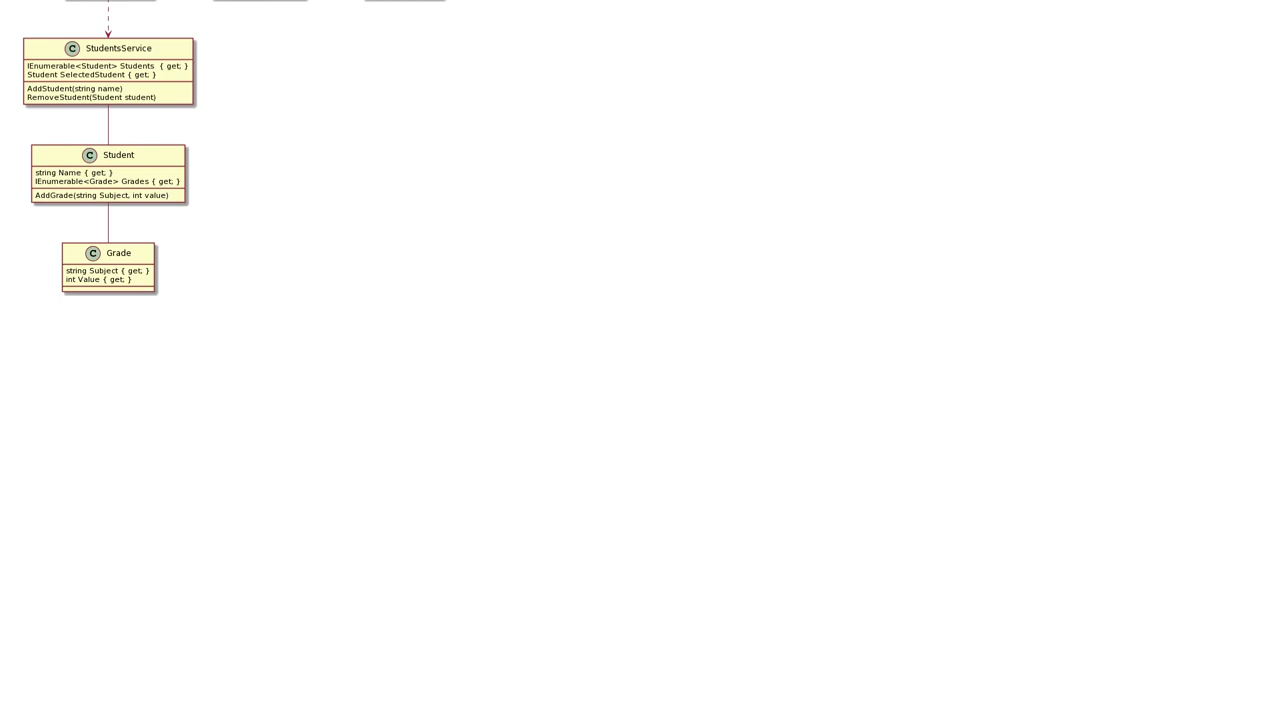 C StudentsService
IEnumerable<Student> Students  { get; }
Student SelectedStudent { get; }
AddStudent(string name)
RemoveStudent(Student student)
C Student
string Name { get; }
IEnumerable<Grade> Grades { get; }
AddGrade(string Subject, int value)
C Grade
string Subject { get; }
int Value { get; }